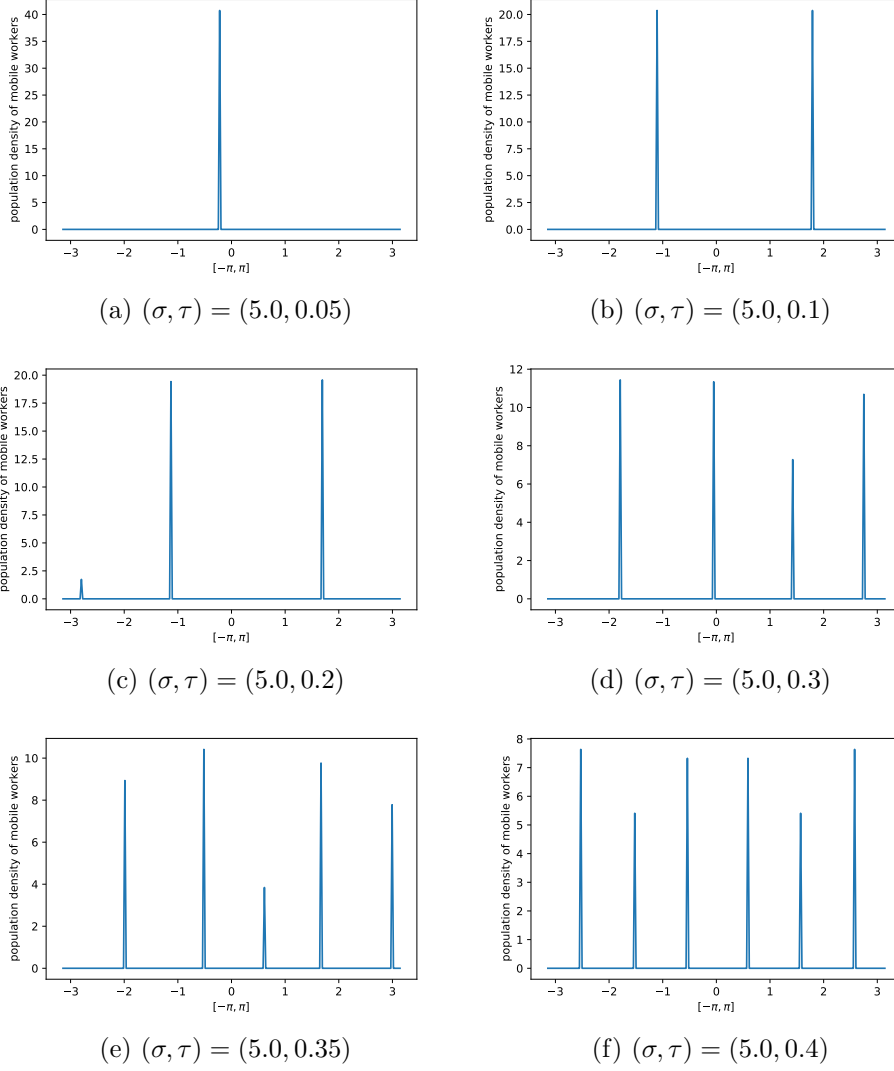 population density of mobile workers
40
35
30
25
20
15
10
5
0
−3 −2 −1 0 1 2 3
[−π, π]
(a) (σ, τ) = (5.0, 0.05)
population density of mobile workers
20.0
17.5
15.0
12.5
10.0
7.5
5.0
2.5
0.0
−3 −2 −1 0 1 2 3
[−π, π]
(b) (σ, τ) = (5.0, 0.1)
population density of mobile workers
20.0
17.5
15.0
12.5
10.0
7.5
5.0
2.5
0.0
−3 −2 −1 0 1 2 3
[−π, π]
(c) (σ, τ) = (5.0, 0.2)
population density of mobile workers
12
10
8
6
4
2
0
−3 −2 −1 0 1 2 3
[−π, π]
(d) (σ, τ) = (5.0, 0.3)
population density of mobile workers
10
8
6
4
2
0
−3 −2 −1 0 1 2 3
[−π, π]
(e) (σ, τ) = (5.0, 0.35)
population density of mobile workers
8
7
6
5
4
3
2
1
0
−3 −2 −1 0 1 2 3
[−π, π]
(f) (σ, τ) = (5.0, 0.4)